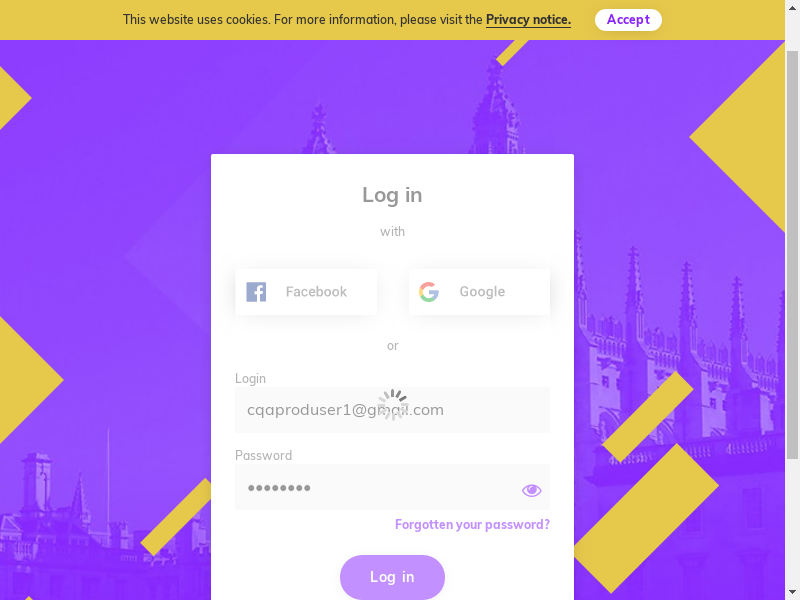 This website uses cookies. For more information, please visit the Privacy notice. Accept
Log in
with
Facebook Google
or
Login
cqaproduser1@gmail.com
Password
••••••••
Forgotten your password?
Log in